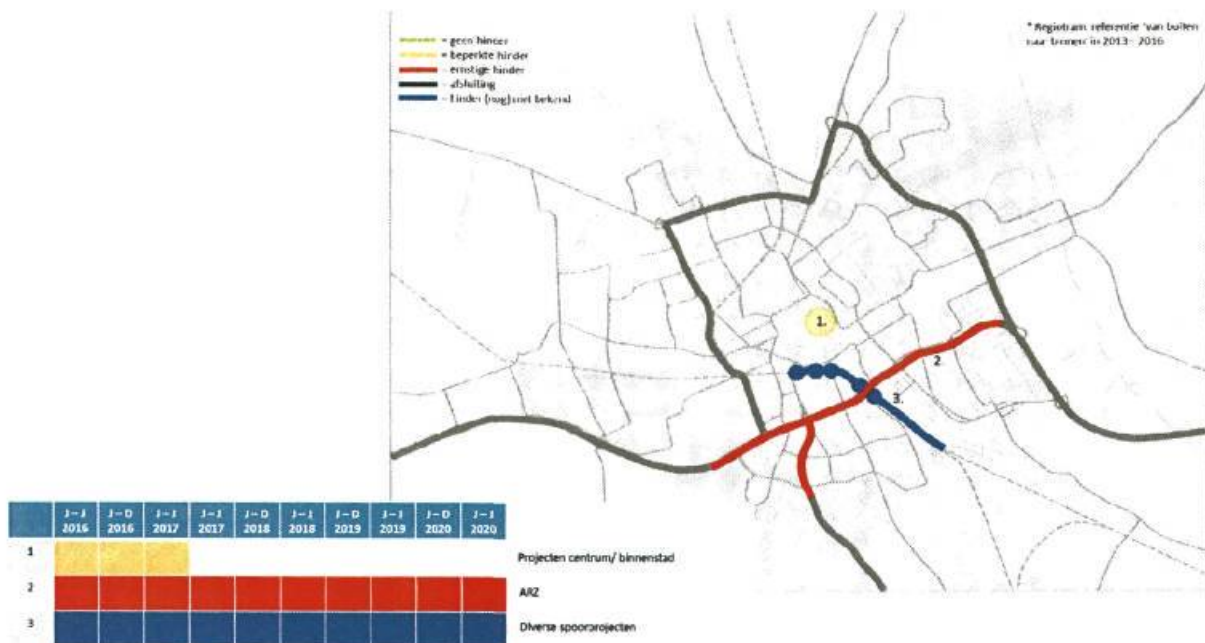 = geen hinder
= beperkte hinder
= ernstige hinder
= afsluiting
= hinder (nog) niet bekend
* Regiotram: referentie 'van buiten
naar binnen' in 2013 - 2016
1.
2
3.
J – J 2016 J – D 2016 J – J 2017 J – J 2017 J – D 2018 J – J 2018 J – D 2019 J – J 2019 J – D 2020 J – J 2020
1 Projecten centrum/ binnenstad
2 ARZ
3 Diverse spoorprojecten